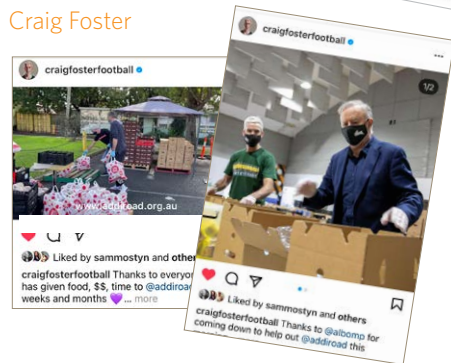 Craig Foster
craigfosterfootball
www.addiroad.org.au
Liked by sammostyn and other
craigfosterfootball Thanks to everyon
has given food, $$, time to @addiroad
weeks and months 💜 ... more
craigfosterfootball
1/2
Liked by sammostyn and others
craigfosterfootball Thanks to @albomp for
coming down to help out @addiroad this